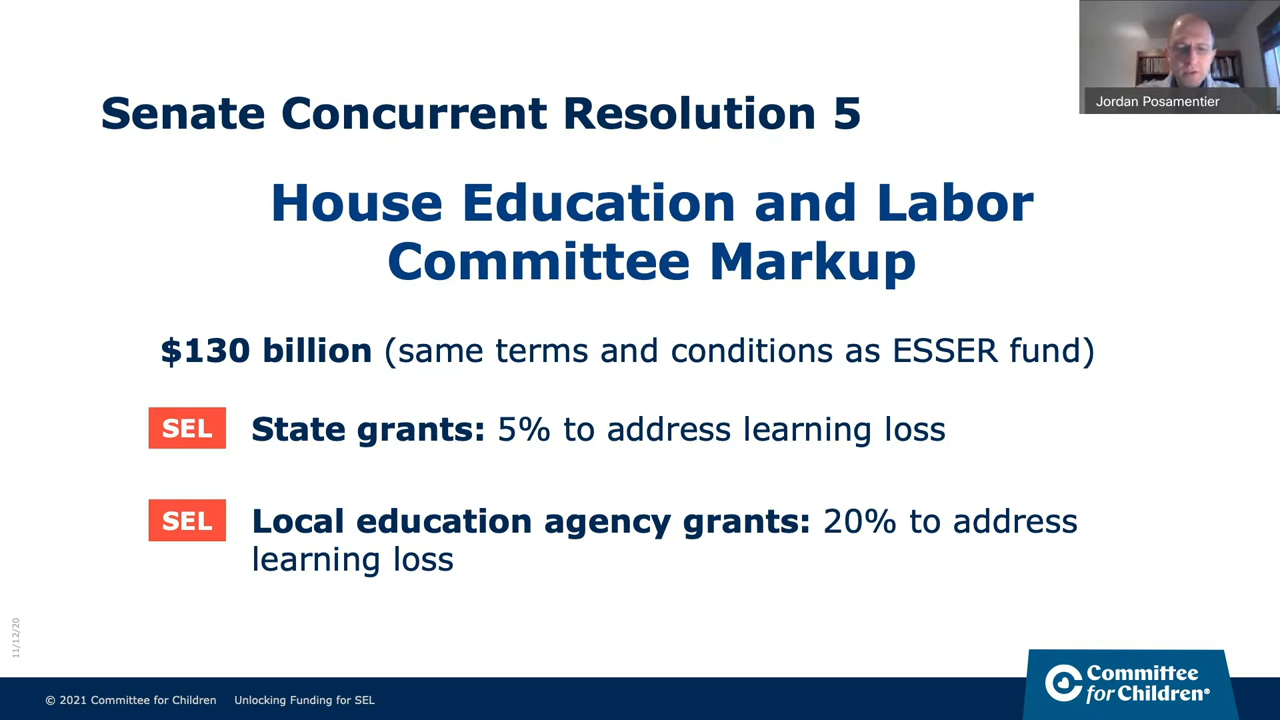 Jordan Posamentier
Senate Concurrent Resolution 5
House Education and Labor
Committee Markup
$130 billion (same terms and conditions as ESSER fund)
SEL State grants: 5% to address learning loss
SEL Local education agency grants: 20% to address
learning loss
11/12/20
© 2021 Committee for Children Unlocking Funding for SEL
Committee
for Children®